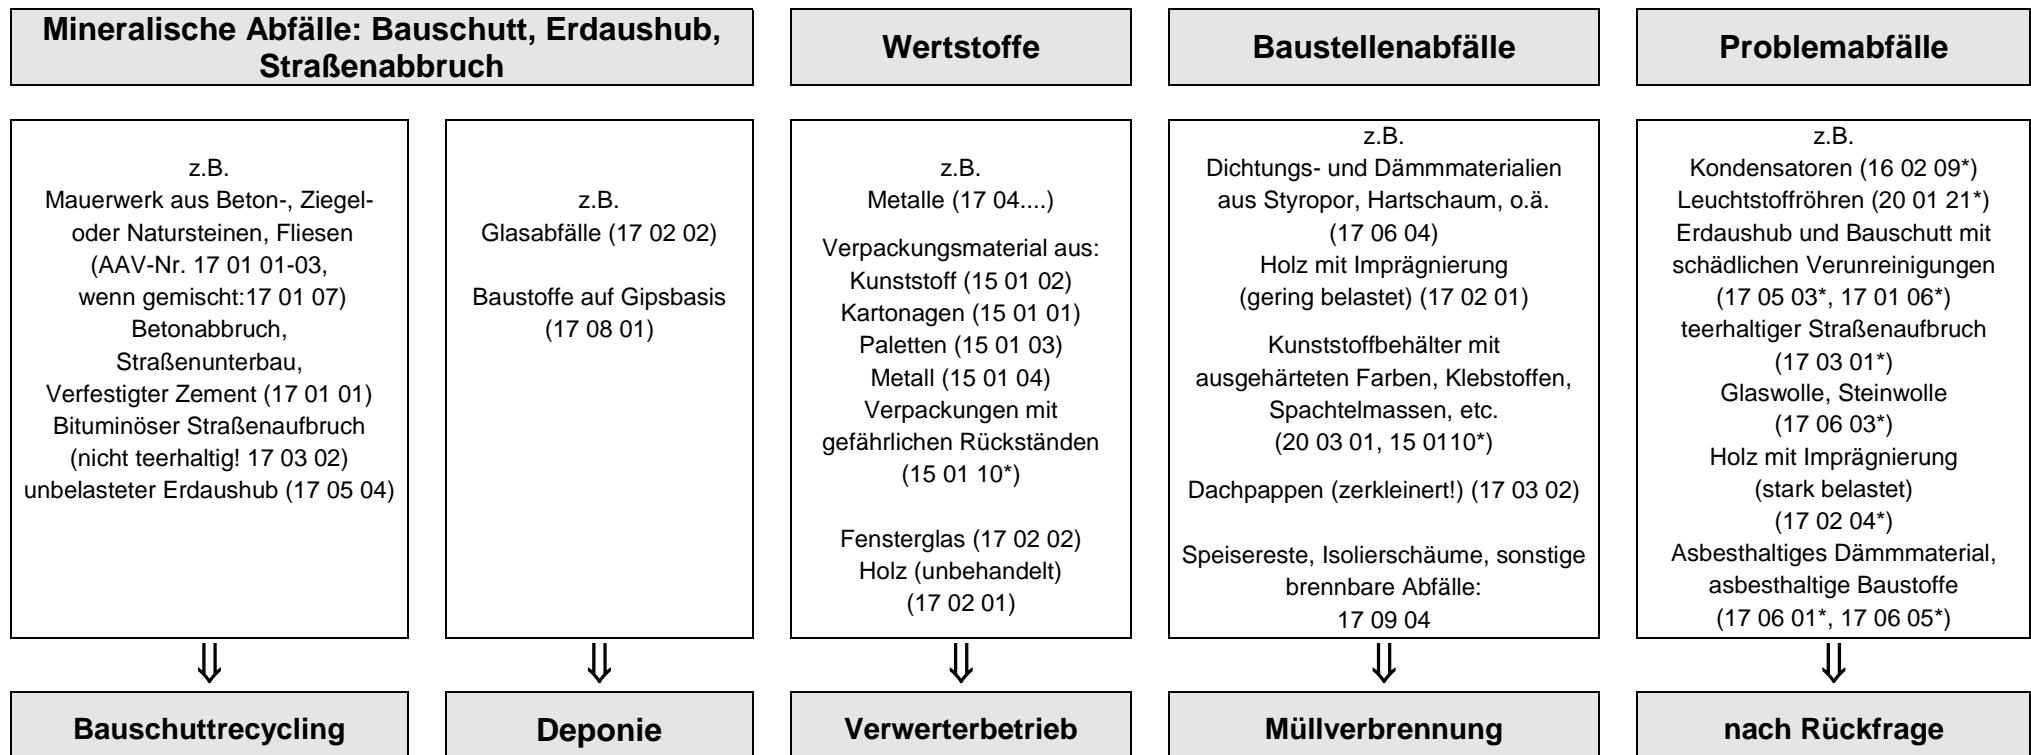 Mineralische Abfälle: Bauschutt, Erdaushub,
Straßenabbruch
Wertstoffe
Baustellenabfälle
Problemabfälle
z.B.
Mauerwerk aus Beton-, Ziegel-
oder Natursteinen, Fliesen
(AAV-Nr. 17 01 01-03,
wenn gemischt:17 01 07)
Betonabbruch,
Straßenunterbau,
Verfestigter Zement (17 01 01)
Bituminöser Straßenaufbruch
(nicht teerhaltig! 17 03 02)
unbelasteter Erdaushub (17 05 04)
z.B.
Glasabfälle (17 02 02)
Baustoffe auf Gipsbasis
(17 08 01)
z.B.
Metalle (17 04....)
Verpackungsmaterial aus:
Kunststoff (15 01 02)
Kartonagen (15 01 01)
Paletten (15 01 03)
Metall (15 01 04)
Verpackungen mit
gefährlichen Rückständen
(15 01 10*)
Fensterglas (17 02 02)
Holz (unbehandelt)
(17 02 01)
z.B.
Dichtungs- und Dämmmaterialien
aus Styropor, Hartschaum, o.ä.
(17 06 04)
Holz mit Imprägnierung
(gering belastet) (17 02 01)
Kunststoffbehälter mit
ausgehärteten Farben, Klebstoffen,
Spachtelmassen, etc.
(20 03 01, 15 0110*)
Dachpappen (zerkleinert!) (17 03 02)
Speisereste, Isolierschäume, sonstige
brennbare Abfälle:
17 09 04
z.B.
Kondensatoren (16 02 09*)
Leuchtstoffröhren (20 01 21*)
Erdaushub und Bauschutt mit
schädlichen Verunreinigungen
(17 05 03*, 17 01 06*)
teerhaltiger Straßenaufbruch
(17 03 01*)
Glaswolle, Steinwolle
(17 06 03*)
Holz mit Imprägnierung
(stark belastet)
(17 02 04*)
Asbesthaltiges Dämmmaterial,
asbesthaltige Baustoffe
(17 06 01*, 17 06 05*)
Bauschuttrecycling
Deponie
Verwerterbetrieb
Müllverbrennung
nach Rückfrage